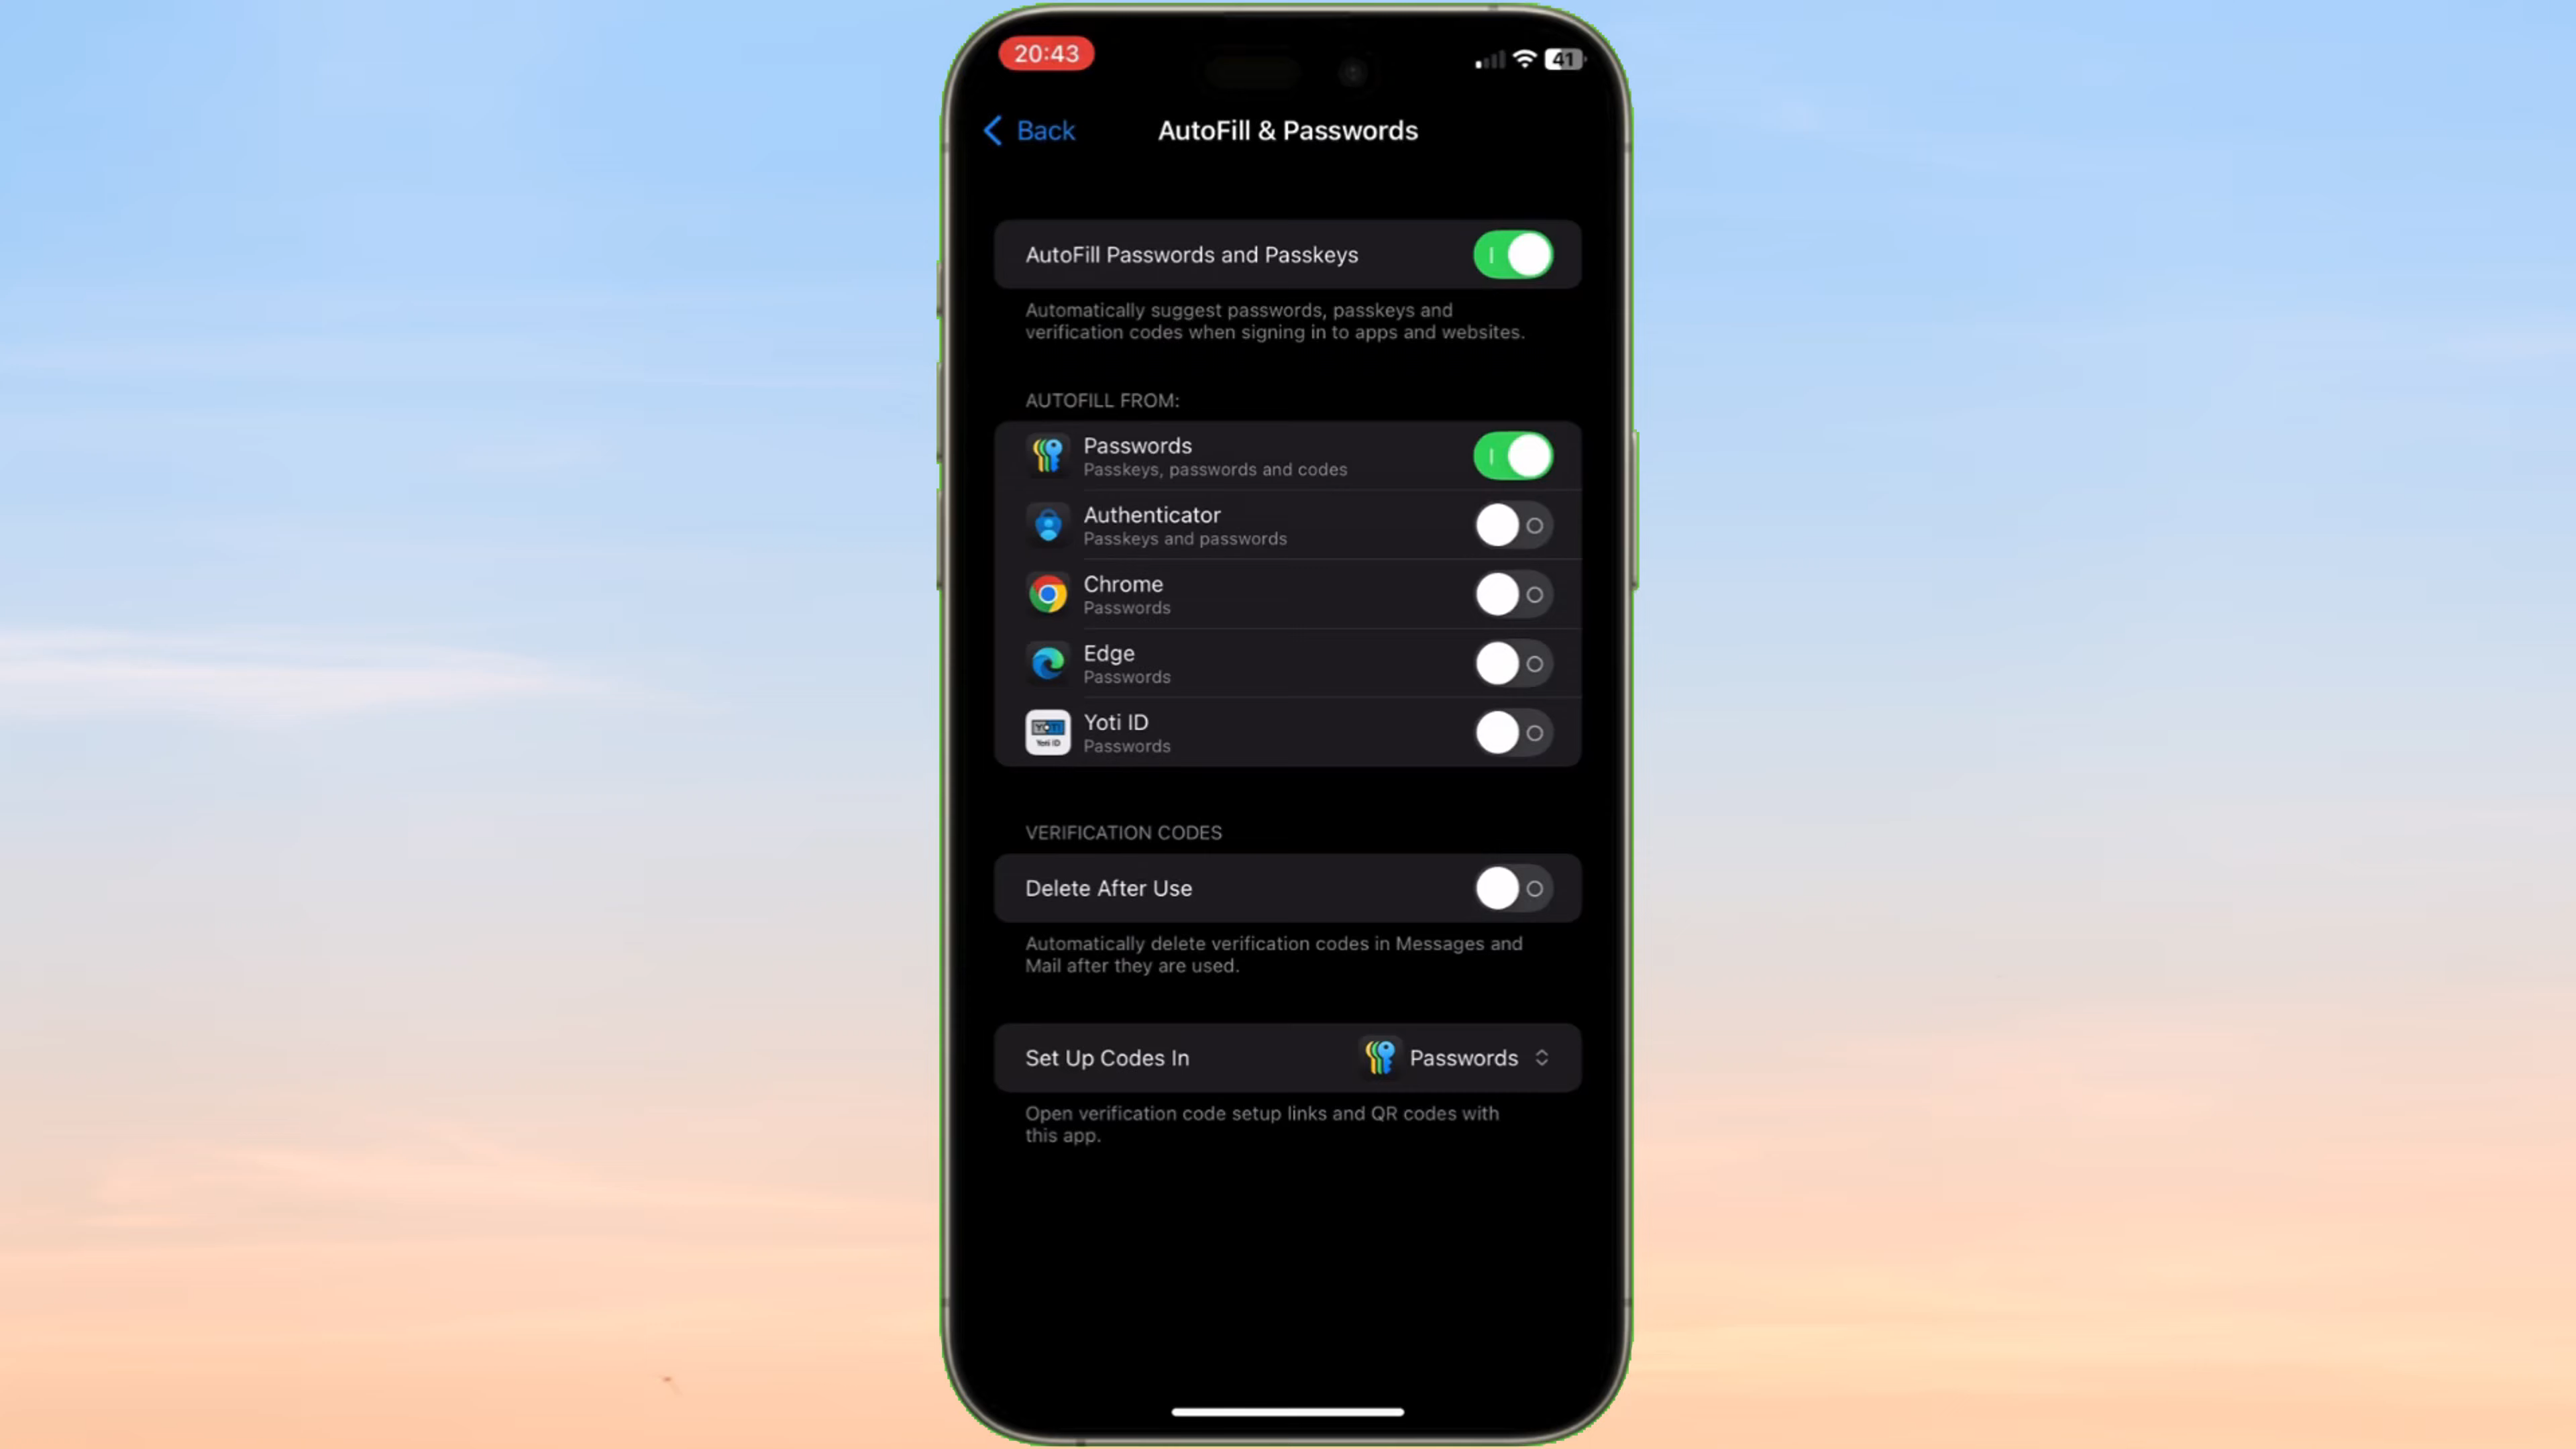 20:43
41
Back
AutoFill & Passwords
AutoFill Passwords and Passkeys
Automatically suggest passwords, passkeys and
verification codes when signing in to apps and websites.
AUTOFILL FROM:
Passwords
Passkeys, passwords and codes
Authenticator
Passkeys and passwords
Chrome
Passwords
Edge
Passwords
Yoti ID
Yoti ID
Passwords
VERIFICATION CODES
Delete After Use
Automatically delete verification codes in Messages and
Mail after they are used.
Set Up Codes In
Passwords
Open verification code setup links and QR codes with
this app.